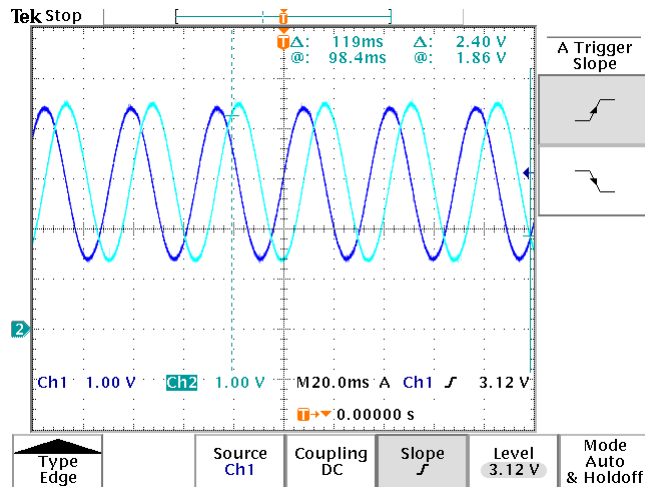 Tek Stop
T
T
Δ: 119ms Δ: 2.40 V
@: 98.4ms @: 1.86 V
A Trigger
Slope
2
Ch1 1.00 V Ch2 1.00 V M20.0ms A Ch1 3.12 V
T 0.00000 s
Type
Edge
Source
Ch1
Coupling
DC
Slope
Level
3.12 V
Mode
Auto
& Holdoff